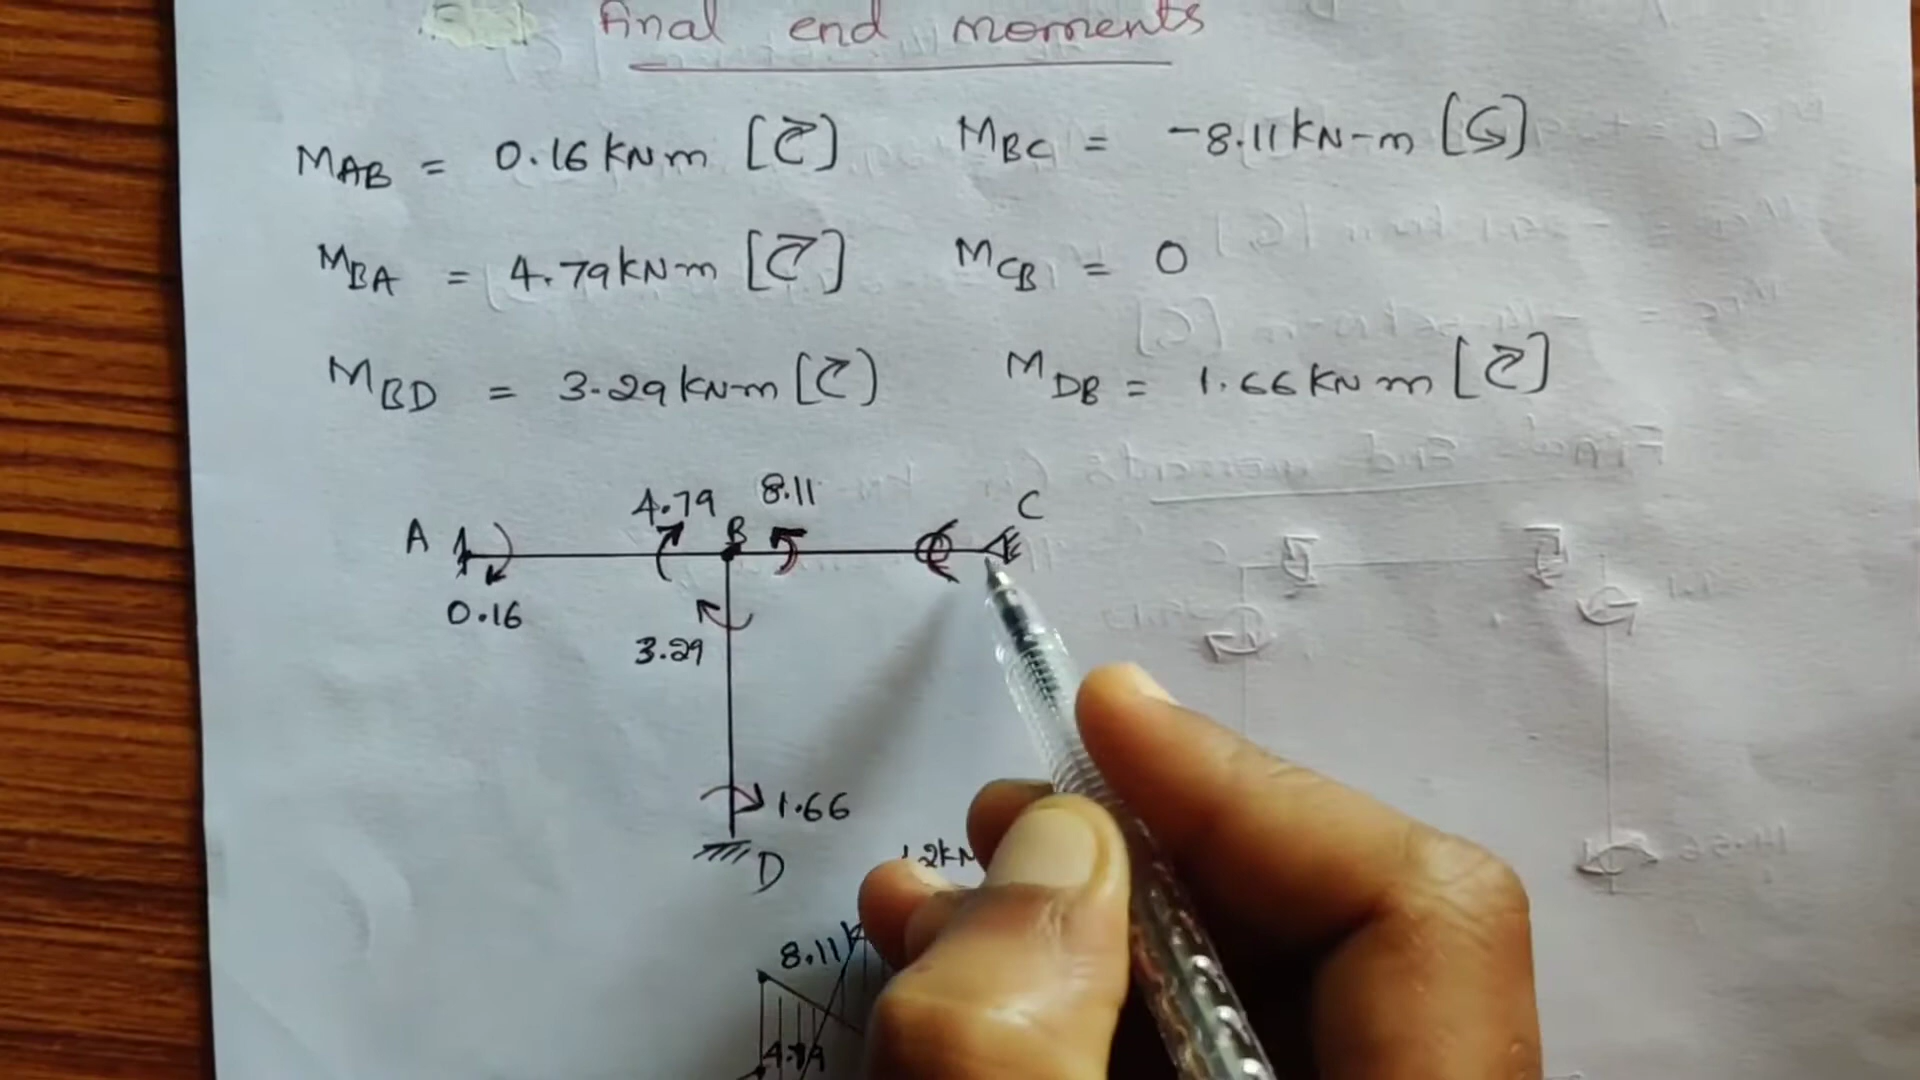 Final end moments
MAB = 0.16 KNm [↻] MBC = -8.11 KN-m [↺]
MBA = 4.79 KN-m [↻] MCB = 0
MBD = 3.29 KN-m [↻] MDB = 1.66 KN m [↻]
4.79 8.11 C
A B
0.16
3.29
1.66
D
8.11
4.79